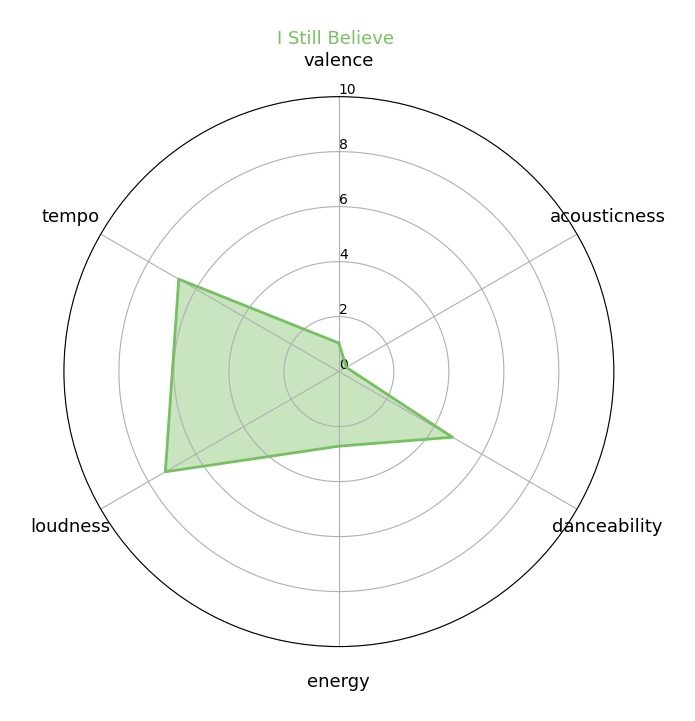 I Still Believe
valence
10
8
6
4
2
0
tempo
acousticness
loudness
danceability
energy